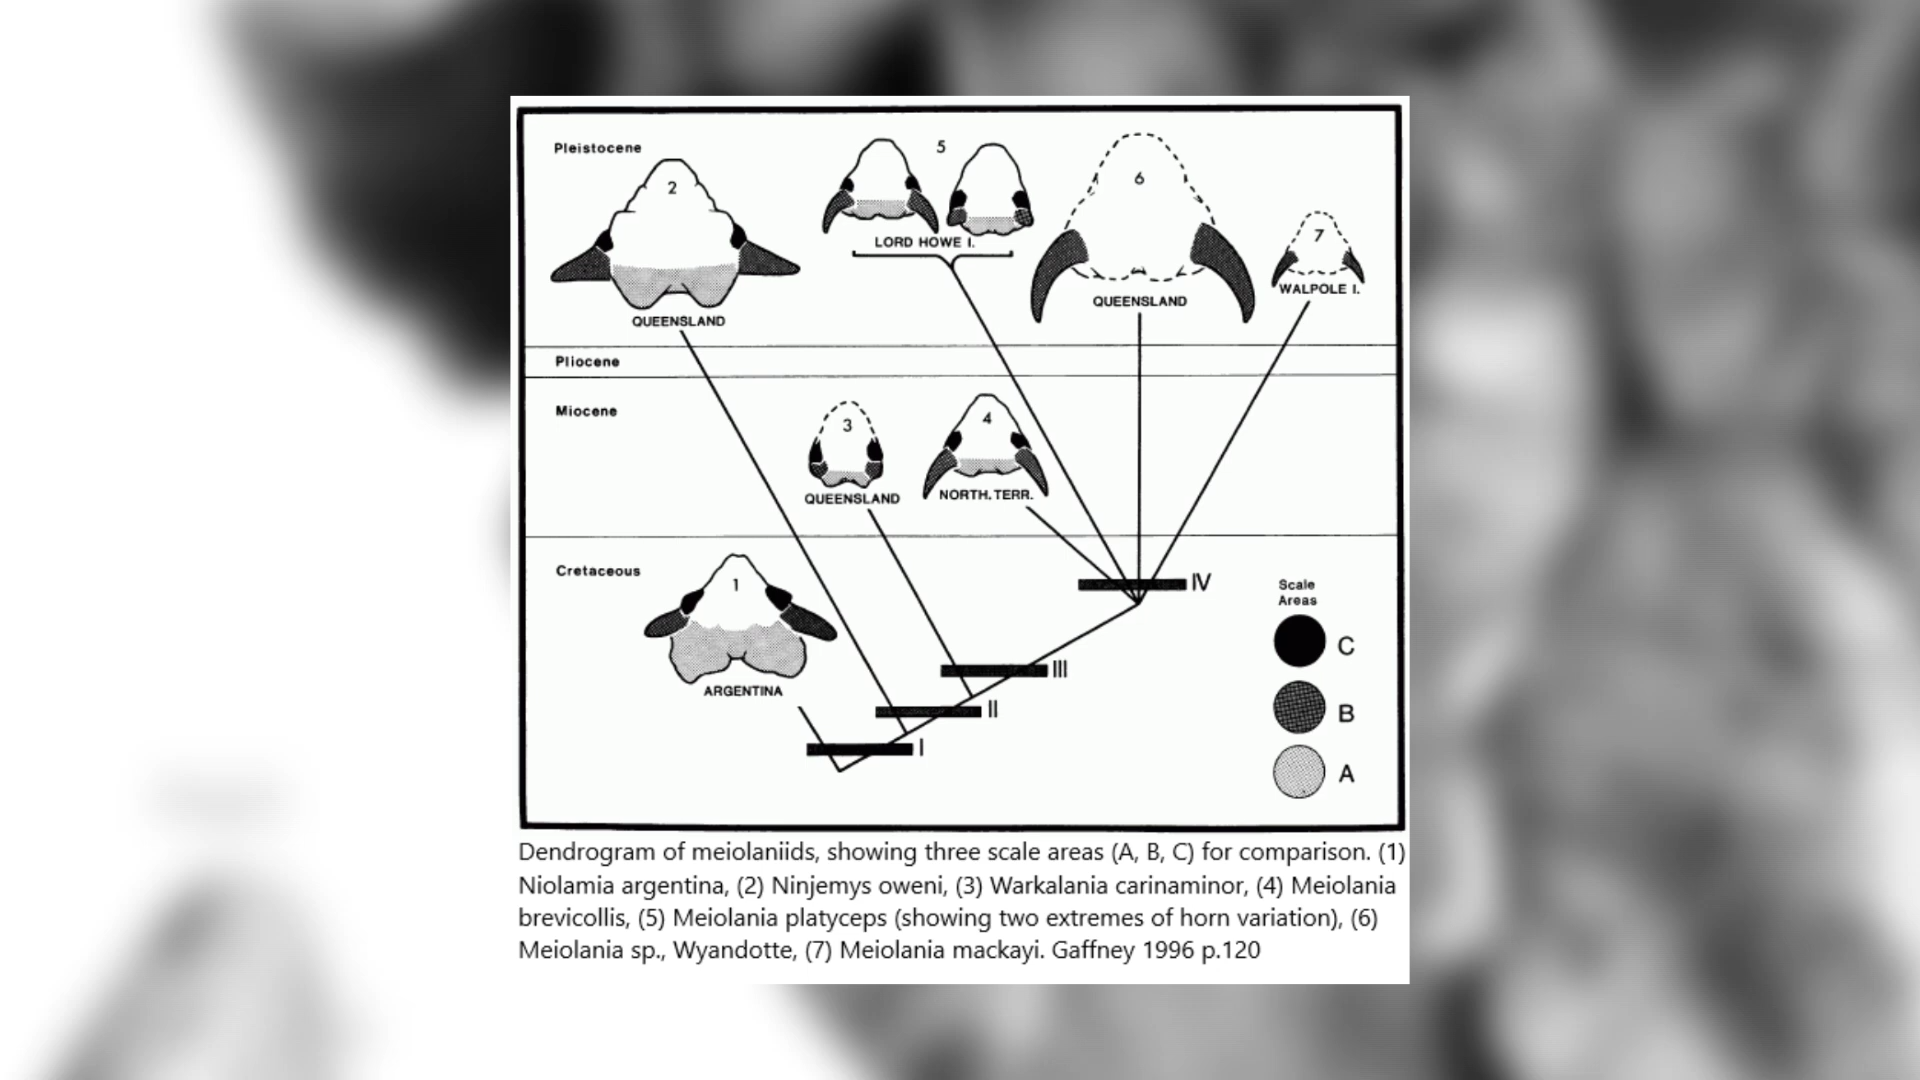 Pleistocene
2
5
6
7
LORD HOWE I.
WALPOLE I.
QUEENSLAND
QUEENSLAND
Pliocene
Miocene
3
4
QUEENSLAND
NORTH. TERR.
Cretaceous
1
ARGENTINA
IV
III
II
I
Scale
Areas
C
B
A
Dendrogram of meiolaniids, showing three scale areas (A, B, C) for comparison. (1)
Niolamia argentina, (2) Ninjemys oweni, (3) Warkalania carinaminor, (4) Meiolania
brevicollis, (5) Meiolania platyceps (showing two extremes of horn variation), (6)
Meiolania sp., Wyandotte, (7) Meiolania mackayi. Gaffney 1996 p.120